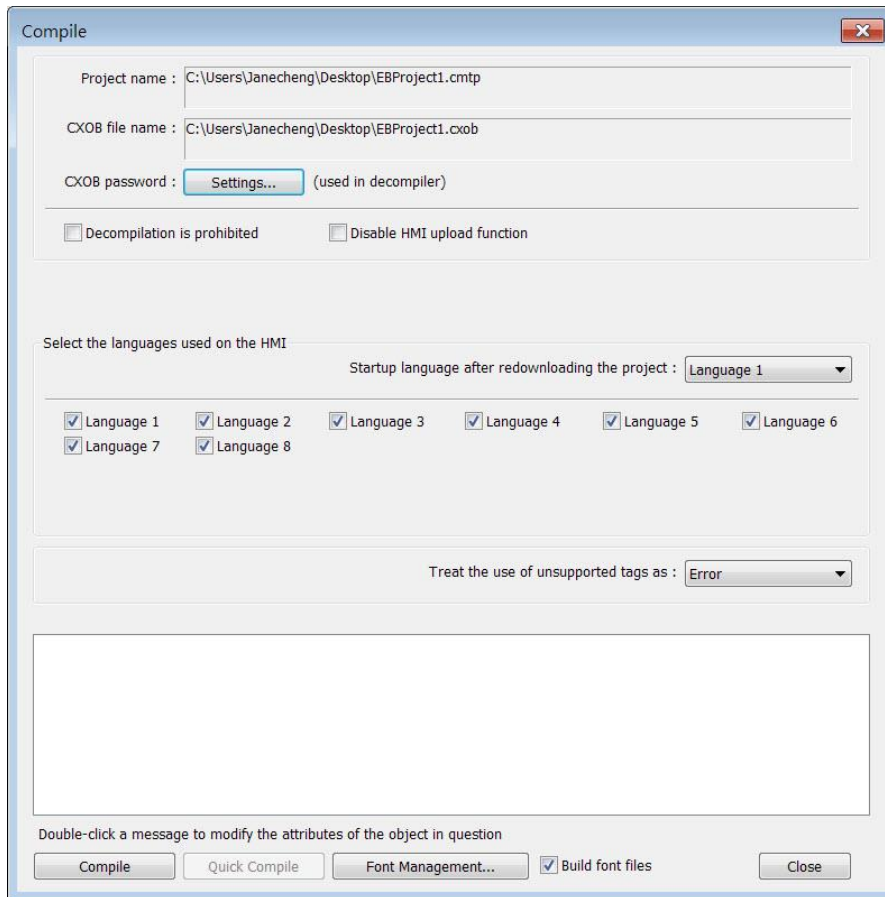 Compile
Project name : C:\Users\Janecheng\Desktop\EBProject1.cmtp
CXOB file name : C:\Users\Janecheng\Desktop\EBProject1.cxob
CXOB password : Settings... (used in decompiler)
Decompilation is prohibited Disable HMI upload function
Select the languages used on the HMI
Startup language after redownloading the project : Language 1
Language 1 Language 2 Language 3 Language 4 Language 5 Language 6
Language 7 Language 8
Treat the use of unsupported tags as : Error
Double-click a message to modify the attributes of the object in question
Compile Quick Compile Font Management... Build font files Close